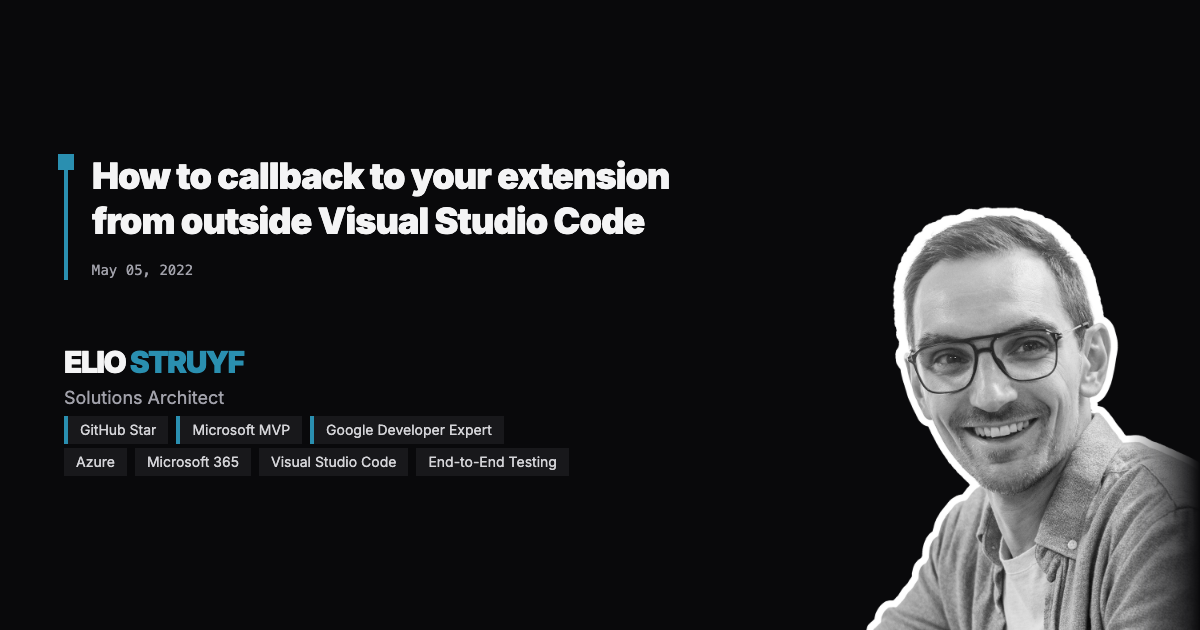 How to callback to your extension
from outside Visual Studio Code
May 05, 2022
ELIO STRUYF
Solutions Architect
GitHub Star Microsoft MVP Google Developer Expert
Azure Microsoft 365 Visual Studio Code End-to-End Testing